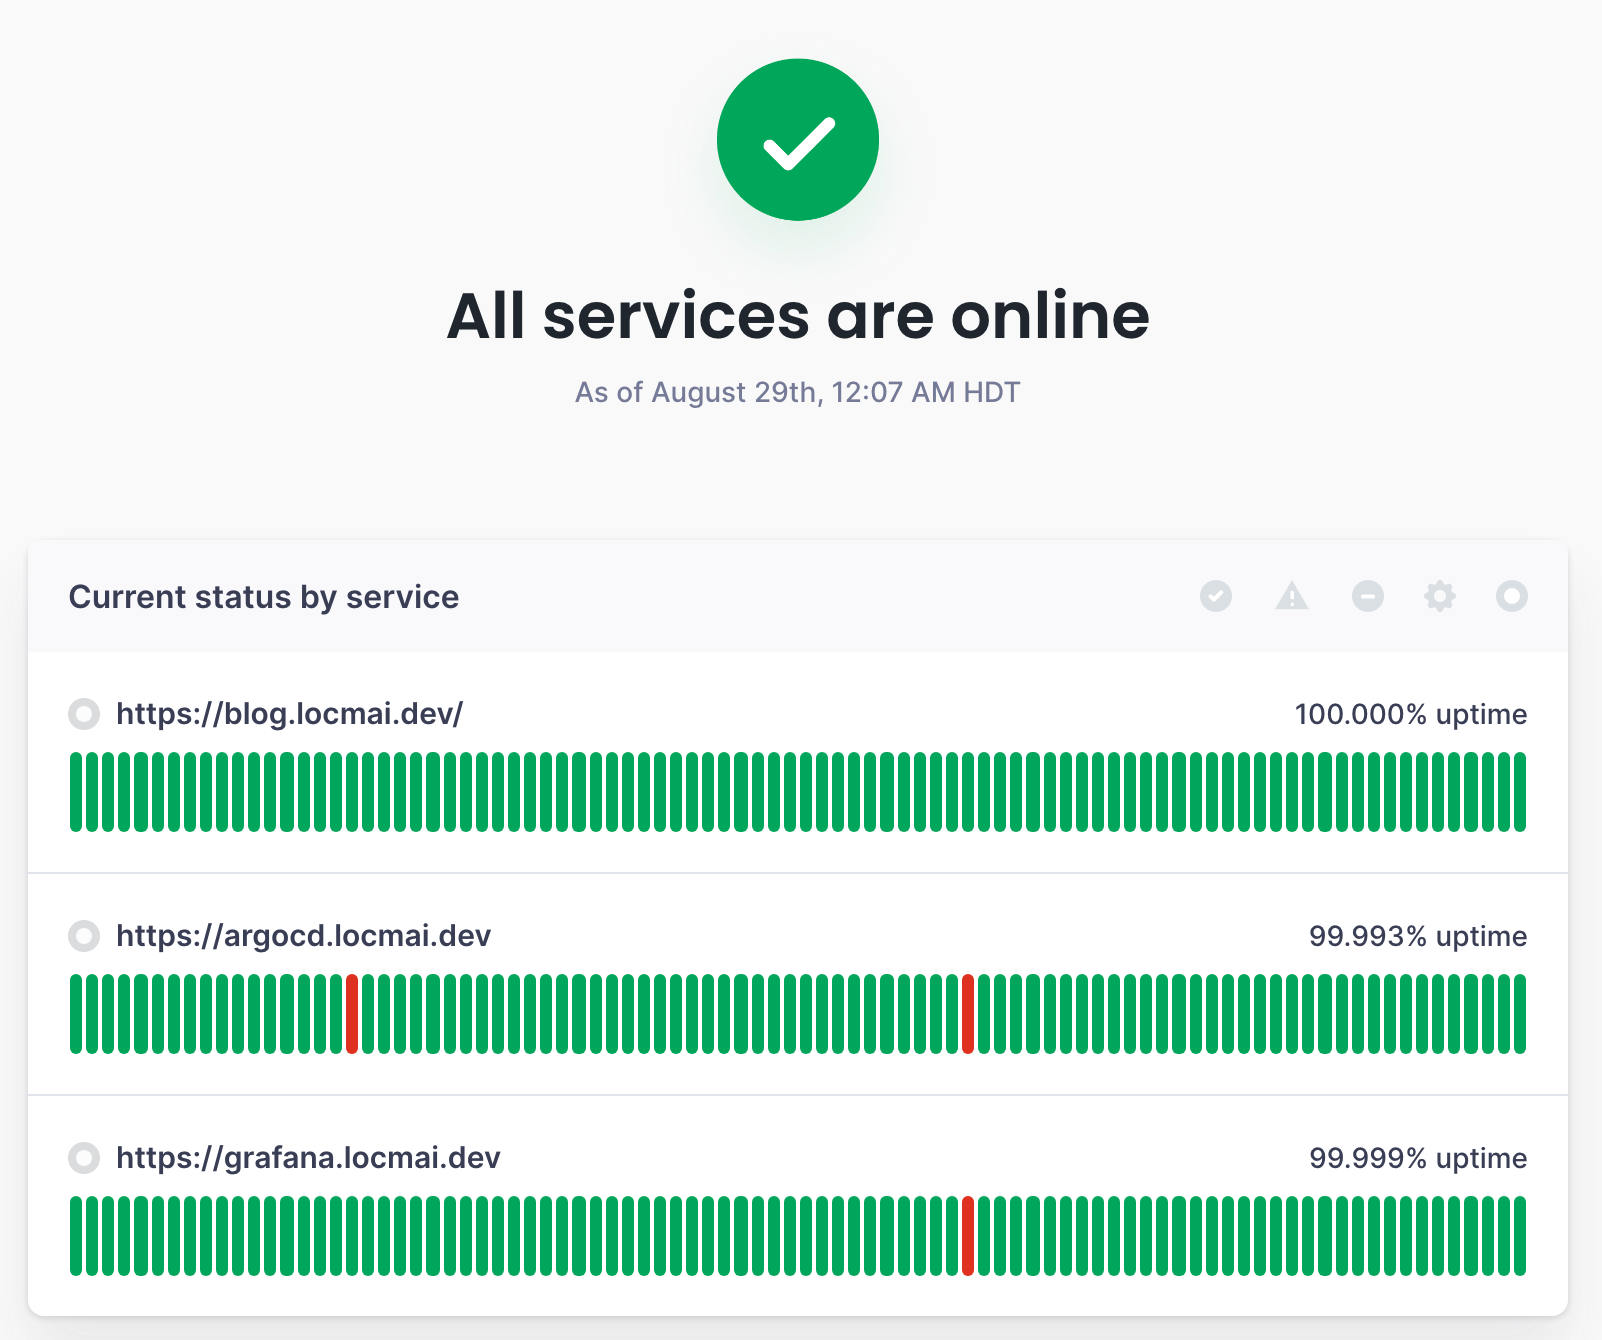 All services are online
As of August 29th, 12:07 AM HDT
Current status by service
https://blog.locmai.dev/ 100.000% uptime
https://argocd.locmai.dev 99.993% uptime
https://grafana.locmai.dev 99.999% uptime